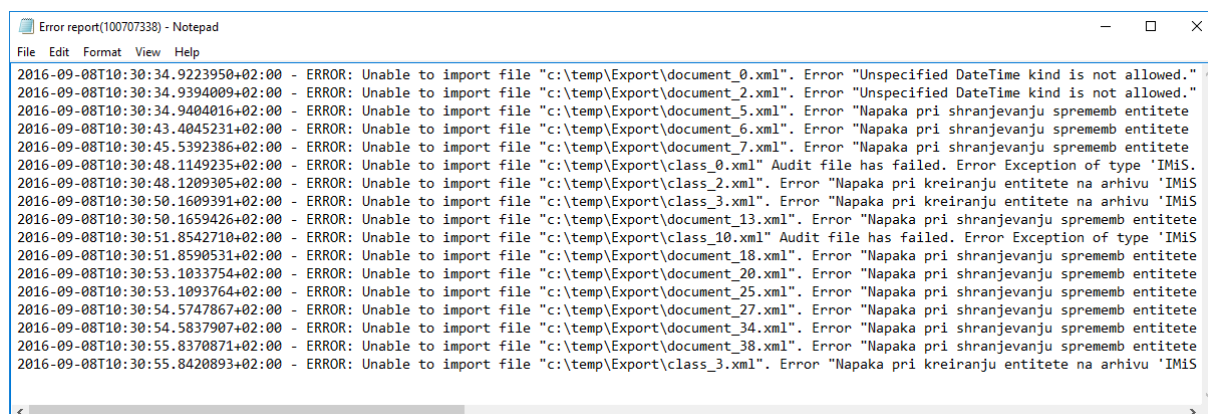 Error report(100707338) - Notepad
File Edit Format View Help
2016-09-08T10:30:34.9223950+02:00 - ERROR: Unable to import file "c:\temp\Export\document_0.xml". Error "Unspecified DateTime kind is not allowed."
2016-09-08T10:30:34.9394009+02:00 - ERROR: Unable to import file "c:\temp\Export\document_2.xml". Error "Unspecified DateTime kind is not allowed."
2016-09-08T10:30:34.9404016+02:00 - ERROR: Unable to import file "c:\temp\Export\document_5.xml". Error "Napaka pri shranjevanju sprememb entitete
2016-09-08T10:30:43.4045231+02:00 - ERROR: Unable to import file "c:\temp\Export\document_6.xml". Error "Napaka pri shranjevanju sprememb entitete
2016-09-08T10:30:45.5392386+02:00 - ERROR: Unable to import file "c:\temp\Export\document_7.xml". Error "Napaka pri shranjevanju sprememb entitete
2016-09-08T10:30:48.1149235+02:00 - ERROR: Unable to import file "c:\temp\Export\class_0.xml" Audit file has failed. Error Exception of type 'IMiS.
2016-09-08T10:30:48.1209305+02:00 - ERROR: Unable to import file "c:\temp\Export\class_2.xml". Error "Napaka pri kreiranju entitete na arhivu 'IMiS
2016-09-08T10:30:50.1609391+02:00 - ERROR: Unable to import file "c:\temp\Export\class_3.xml". Error "Napaka pri kreiranju entitete na arhivu 'IMiS
2016-09-08T10:30:50.1659426+02:00 - ERROR: Unable to import file "c:\temp\Export\document_13.xml". Error "Napaka pri shranjevanju sprememb entitete
2016-09-08T10:30:51.8542710+02:00 - ERROR: Unable to import file "c:\temp\Export\class_10.xml" Audit file has failed. Error Exception of type 'IMiS
2016-09-08T10:30:51.8590531+02:00 - ERROR: Unable to import file "c:\temp\Export\document_18.xml". Error "Napaka pri shranjevanju sprememb entitete
2016-09-08T10:30:53.1033754+02:00 - ERROR: Unable to import file "c:\temp\Export\document_20.xml". Error "Napaka pri shranjevanju sprememb entitete
2016-09-08T10:30:53.1093764+02:00 - ERROR: Unable to import file "c:\temp\Export\document_25.xml". Error "Napaka pri shranjevanju sprememb entitete
2016-09-08T10:30:54.5747867+02:00 - ERROR: Unable to import file "c:\temp\Export\document_27.xml". Error "Napaka pri shranjevanju sprememb entitete
2016-09-08T10:30:54.5837907+02:00 - ERROR: Unable to import file "c:\temp\Export\document_34.xml". Error "Napaka pri shranjevanju sprememb entitete
2016-09-08T10:30:55.8370871+02:00 - ERROR: Unable to import file "c:\temp\Export\document_38.xml". Error "Napaka pri shranjevanju sprememb entitete
2016-09-08T10:30:55.8420893+02:00 - ERROR: Unable to import file "c:\temp\Export\class_3.xml". Error "Napaka pri kreiranju entitete na arhivu 'IMiS